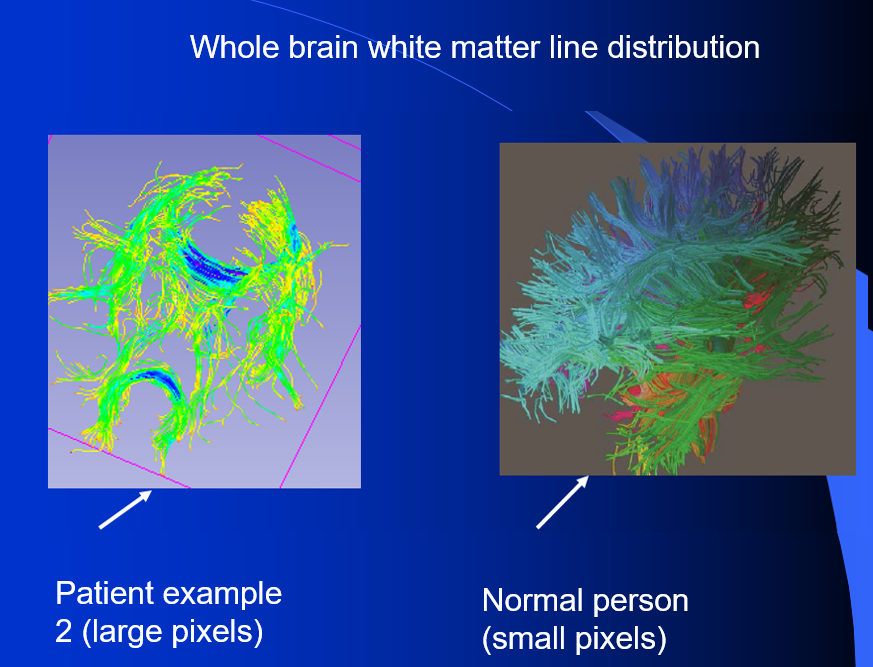 Whole brain white matter line distribution
Patient example
2 (large pixels)
Normal person
(small pixels)